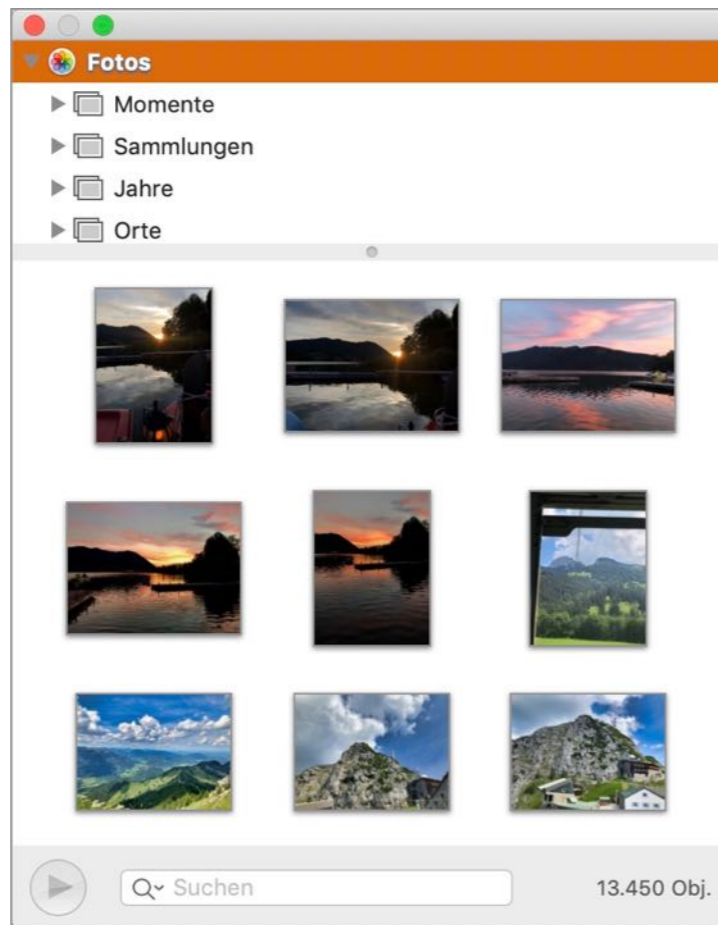 Fotos
Momente
Sammlungen
Jahre
Orte
Suchen
13.450 Obj.